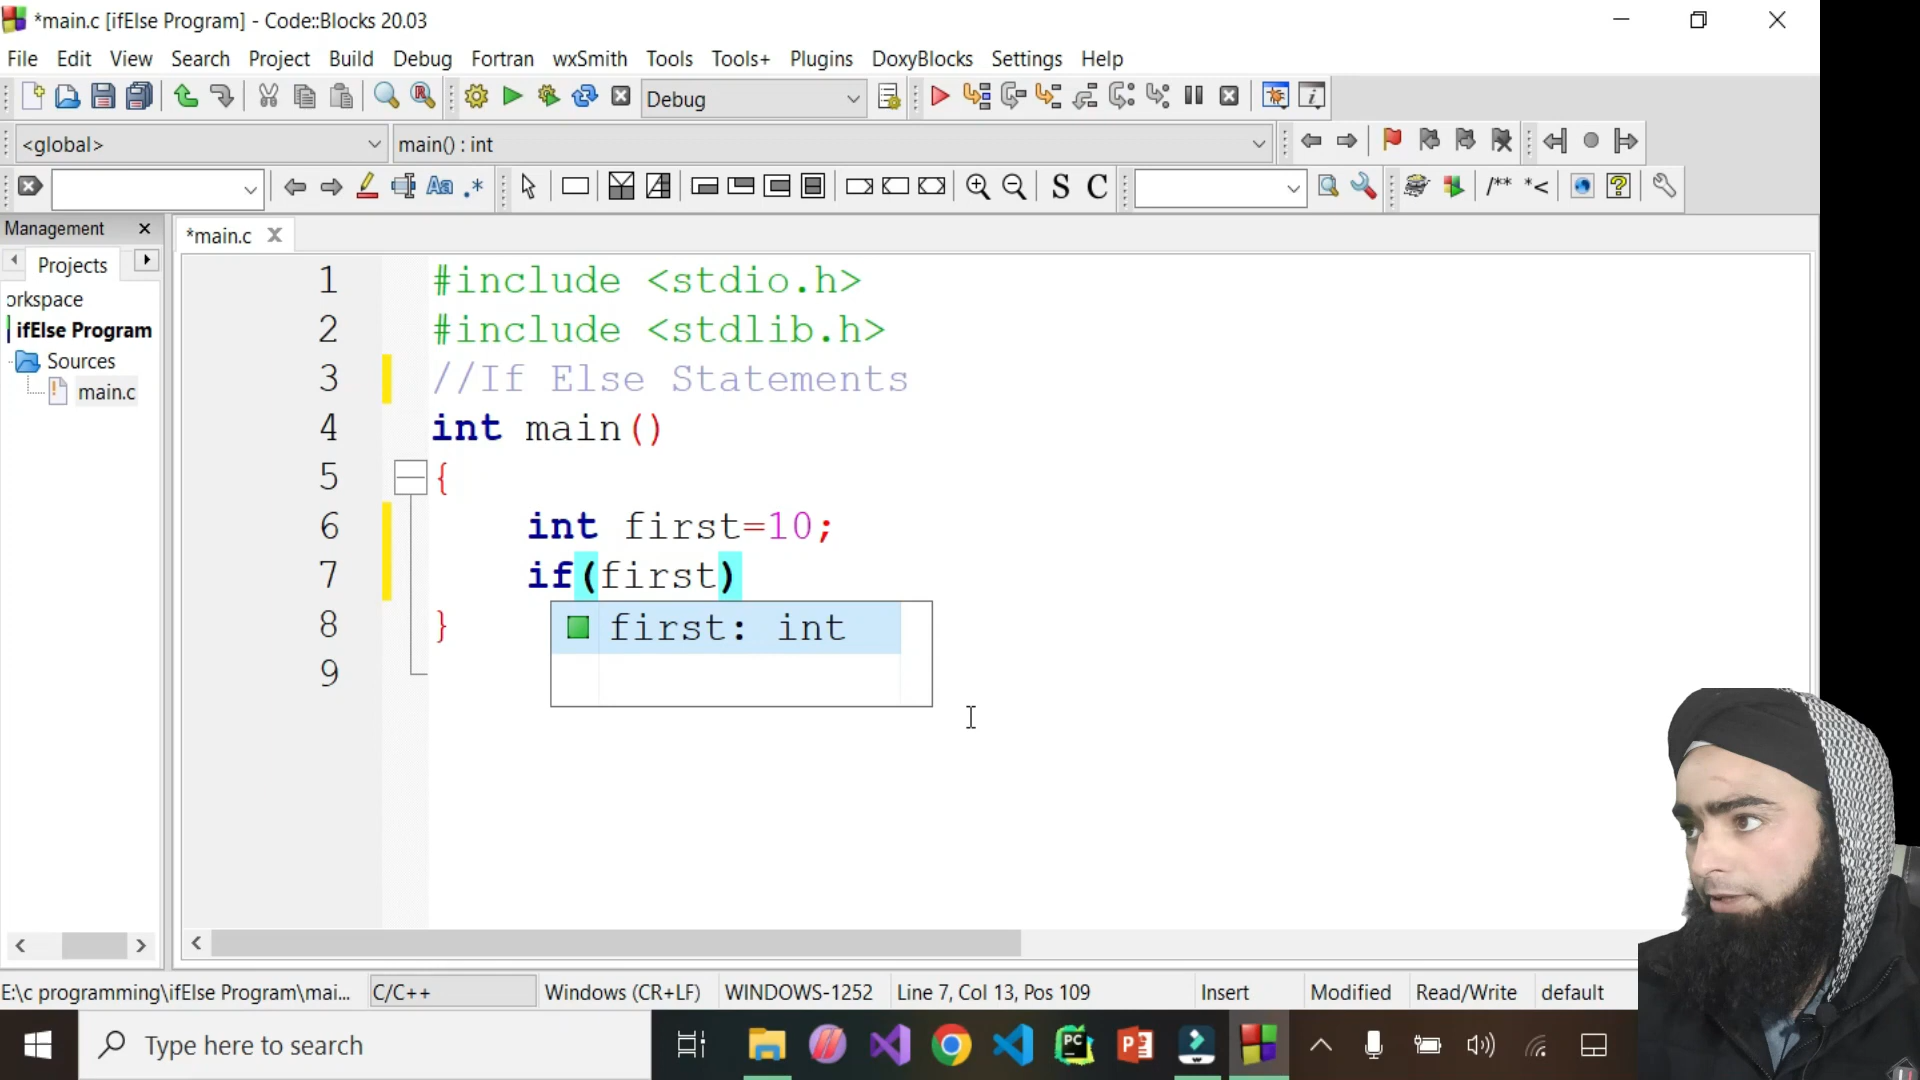 *main.c [ifElse Program] - Code::Blocks 20.03
File Edit View Search Project Build Debug Fortran wxSmith Tools Tools+ Plugins DoxyBlocks Settings Help
Debug
<global> main() : int
Aa .* S C /** *<
Management
*main.c
Projects
orkspace
ifElse Program
Sources
main.c
1 #include <stdio.h>
2 #include <stdlib.h>
3 //If Else Statements
4 int main()
5 {
6 int first=10;
7 if(first)
first: int
8 }
9
E:\c programming\ifElse Program\mai... C/C++ Windows (CR+LF) WINDOWS-1252 Line 7, Col 13, Pos 109 Insert Modified Read/Write default
Type here to search